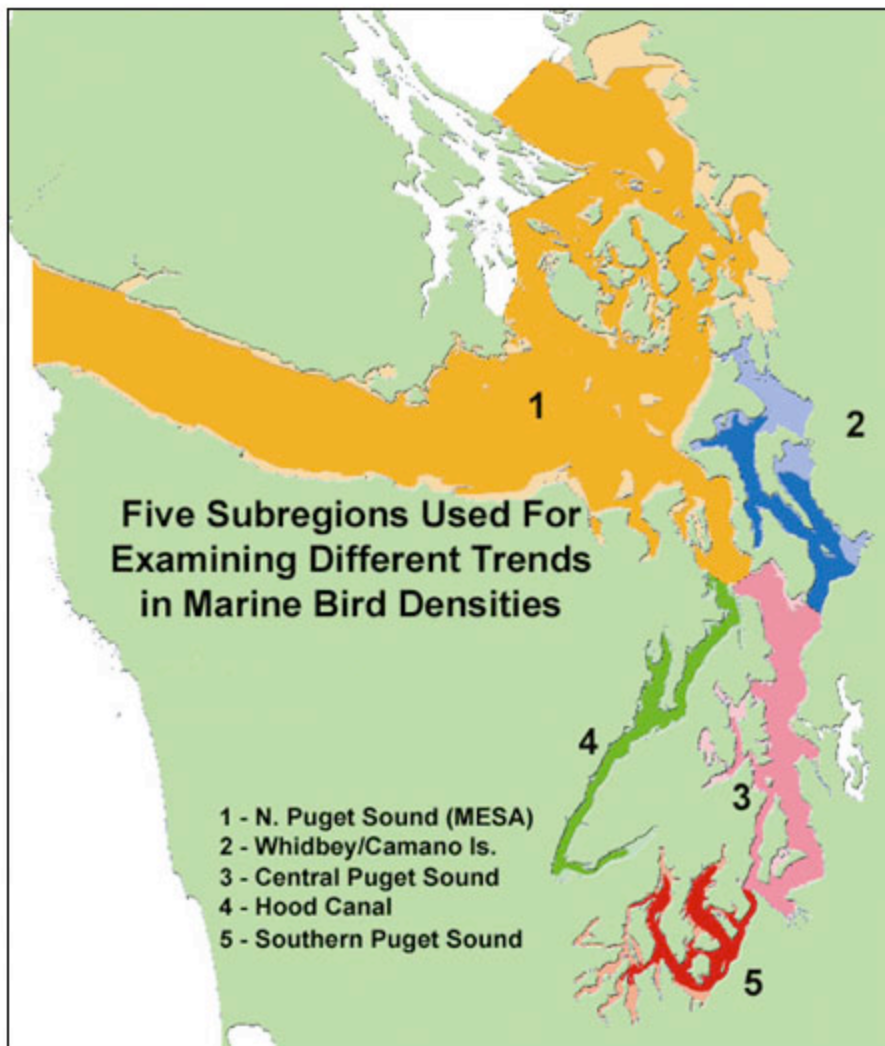 1
2
Five Subregions Used For
Examining Different Trends
in Marine Bird Densities
4
3
1 - N. Puget Sound (MESA)
2 - Whidbey/Camano Is.
3 - Central Puget Sound
4 - Hood Canal
5 - Southern Puget Sound
5